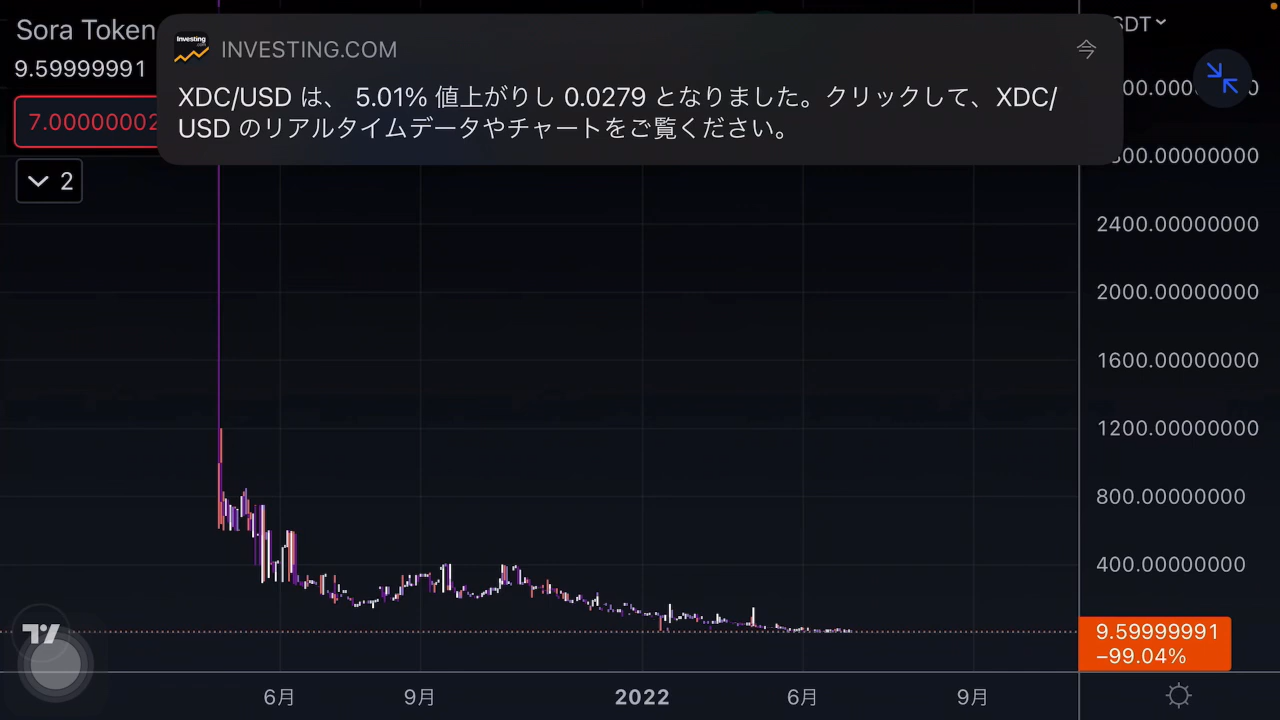 Sora Token
9.59999991
7.00000002
2
Investing
.com
INVESTING.COM
今
XDC/USD は、 5.01% 値上がりし 0.0279 となりました。クリックして、XDC/
USD のリアルタイムデータやチャートをご覧ください。
SDT
2400.00000000
2000.00000000
1600.00000000
1200.00000000
800.00000000
400.00000000
9.59999991
−99.04%
6月
9月
2022
6月
9月